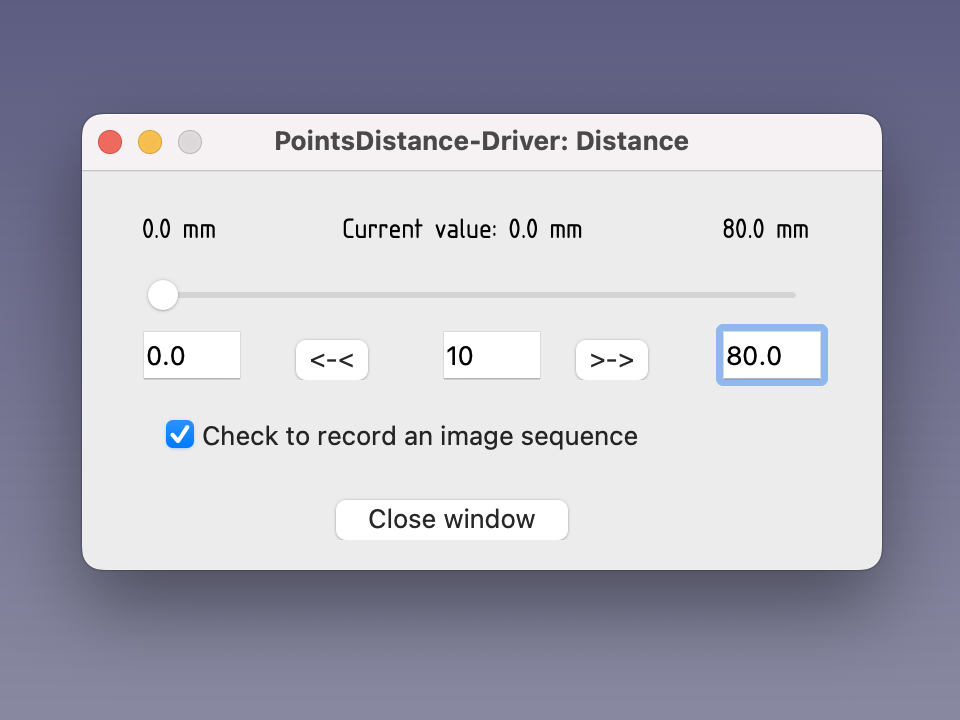 PointsDistance-Driver: Distance
0.0 mm Current value: 0.0 mm 80.0 mm
0.0 <-< 10 >-> 80.0
Check to record an image sequence
Close window